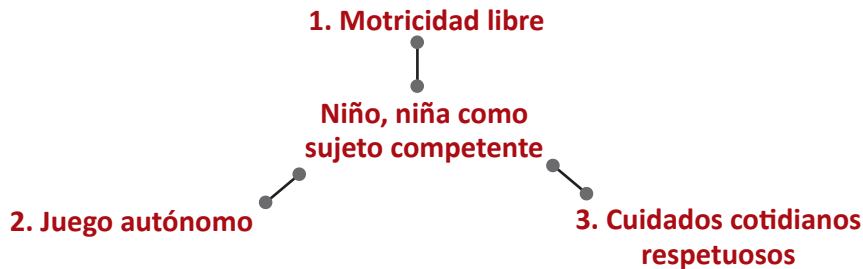 1. Motricidad libre
Niño, niña como
sujeto competente
2. Juego autónomo
3. Cuidados cotidianos
respetuosos